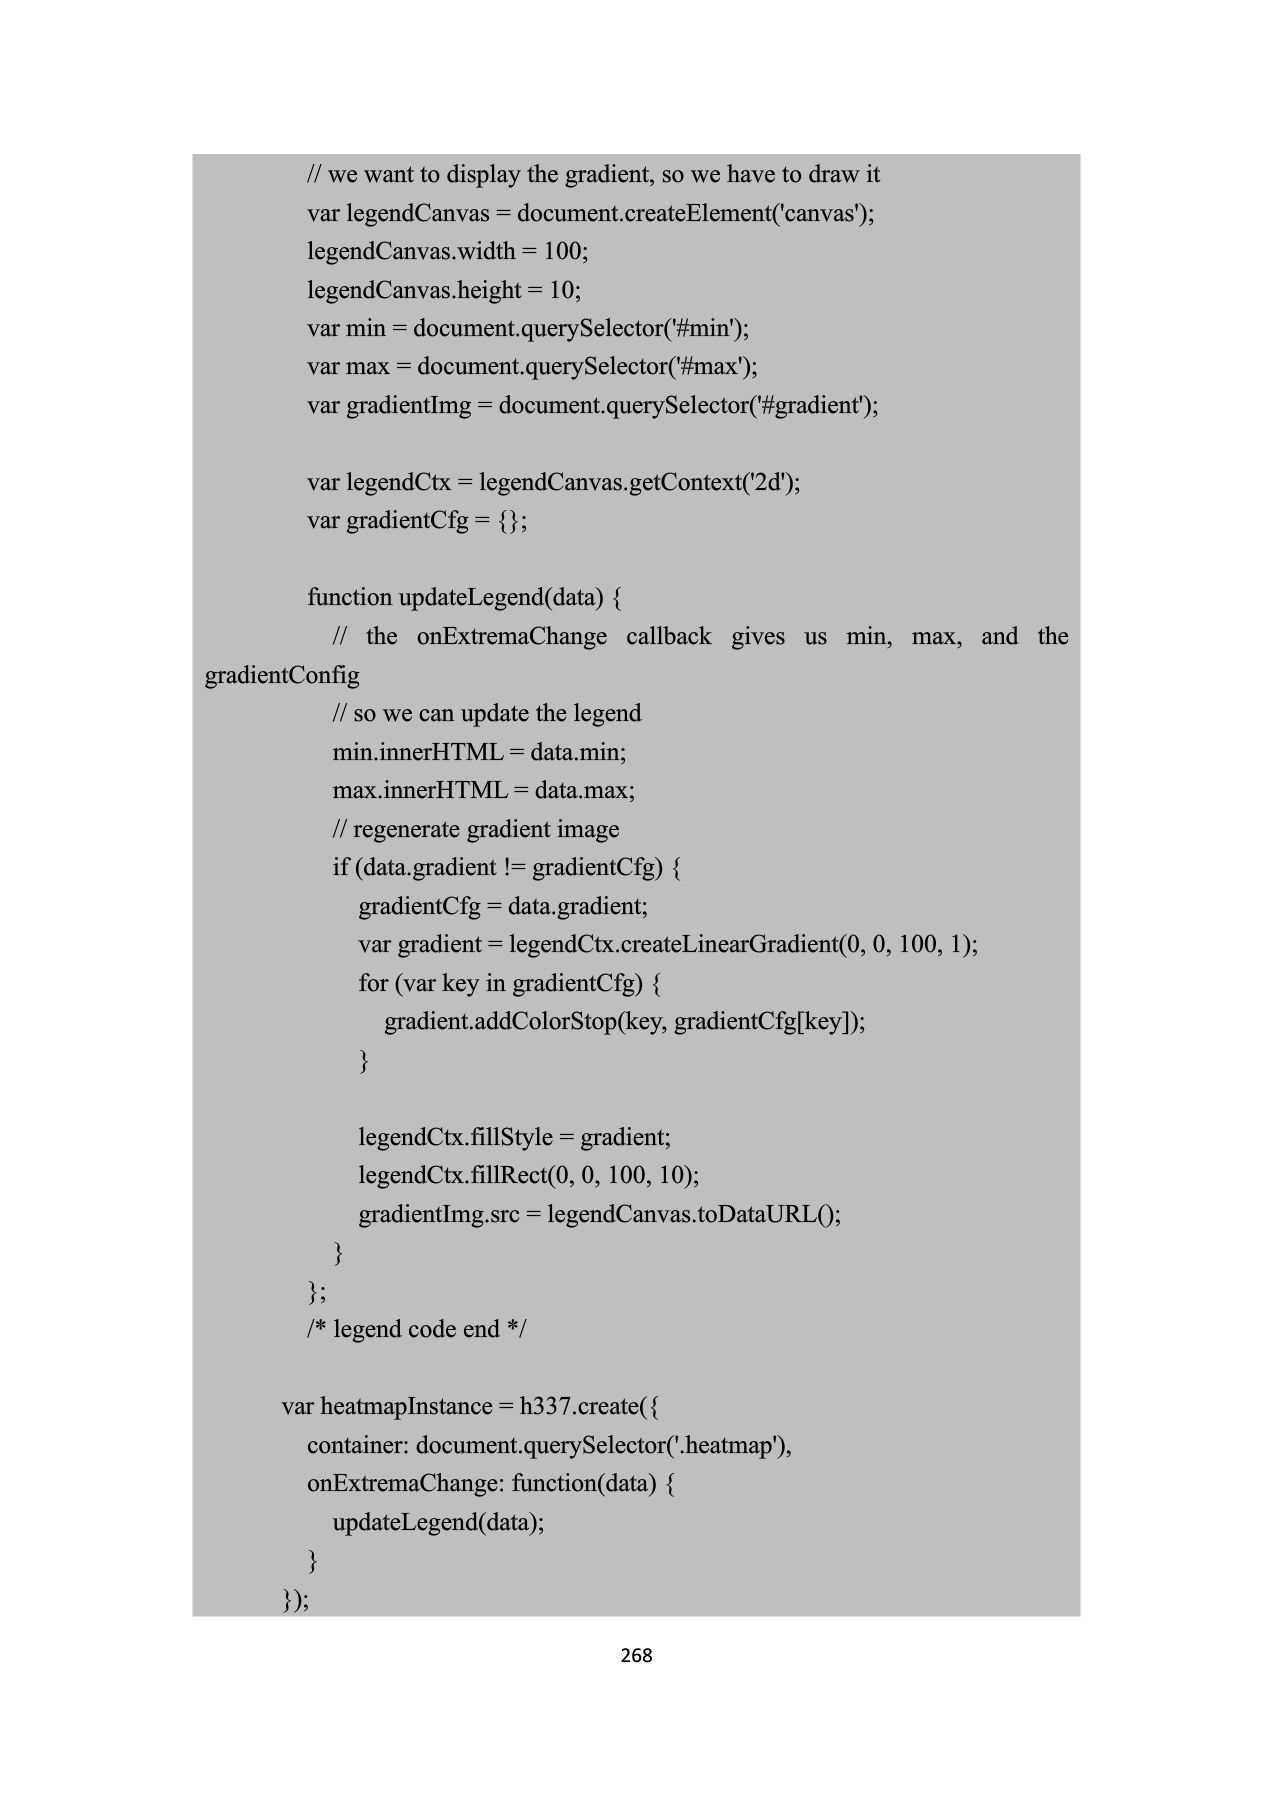 // we want to display the gradient, so we have to draw it
var legendCanvas = document.createElement('canvas');
legendCanvas.width = 100;
legendCanvas.height = 10;
var min = document.querySelector('#min');
var max = document.querySelector('#max');
var gradientImg = document.querySelector('#gradient');
var legendCtx = legendCanvas.getContext('2d');
var gradientCfg = {};
function updateLegend(data) {
// the onExtremaChange callback gives us min, max, and the
gradientConfig
// so we can update the legend
min.innerHTML = data.min;
max.innerHTML = data.max;
// regenerate gradient image
if (data.gradient != gradientCfg) {
gradientCfg = data.gradient;
var gradient = legendCtx.createLinearGradient(0, 0, 100, 1);
for (var key in gradientCfg) {
gradient.addColorStop(key, gradientCfg[key]);
}
legendCtx.fillStyle = gradient;
legendCtx.fillRect(0, 0, 100, 10);
gradientImg.src = legendCanvas.toDataURL();
}
};
/* legend code end */
var heatmapInstance = h337.create({
container: document.querySelector('.heatmap'),
onExtremaChange: function(data) {
updateLegend(data);
}
});
268